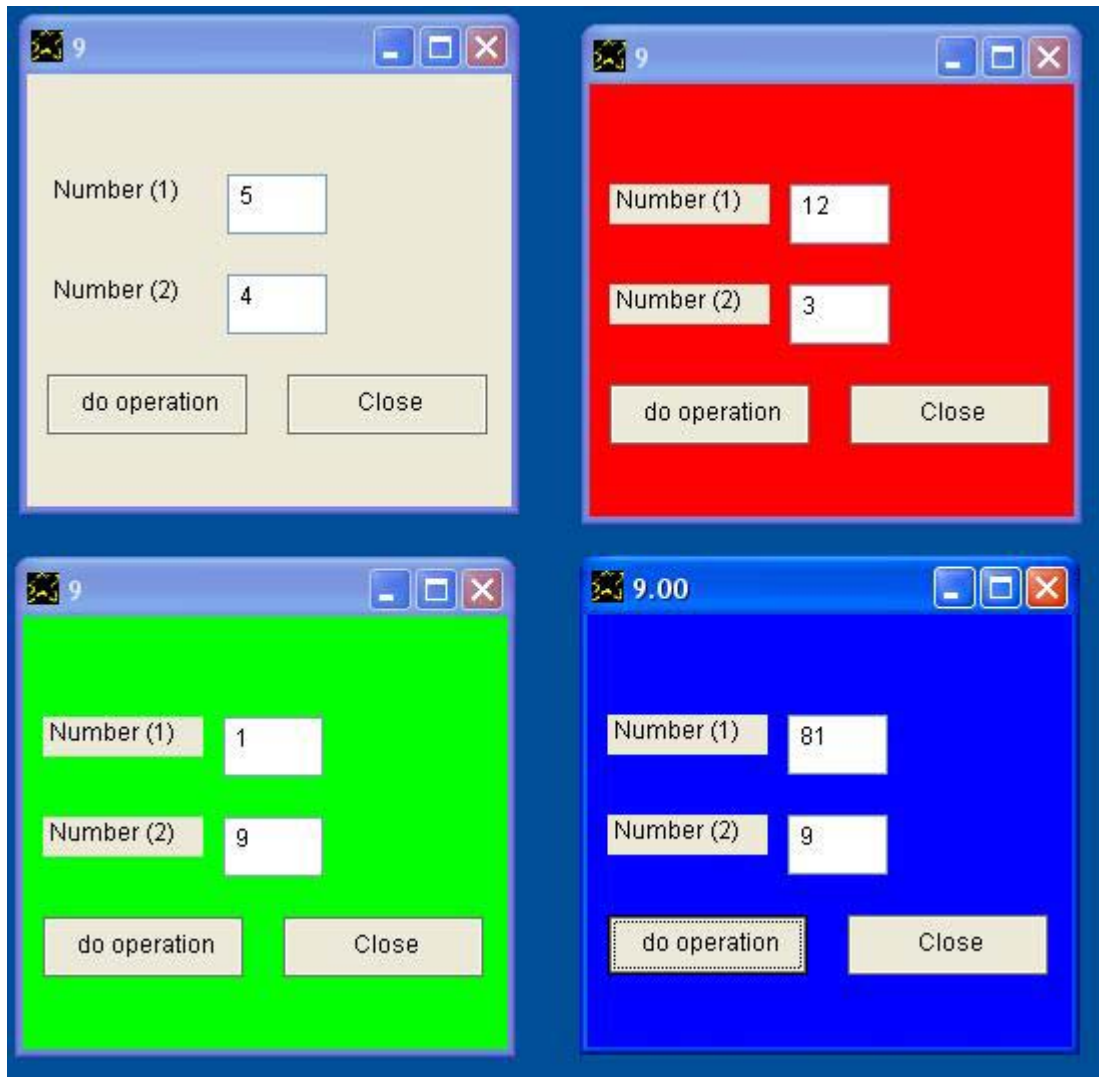 9
Number (1) 5
Number (2) 4
do operation Close
9
Number (1) 12
Number (2) 3
do operation Close
9
Number (1) 1
Number (2) 9
do operation Close
9.00
Number (1) 81
Number (2) 9
do operation Close